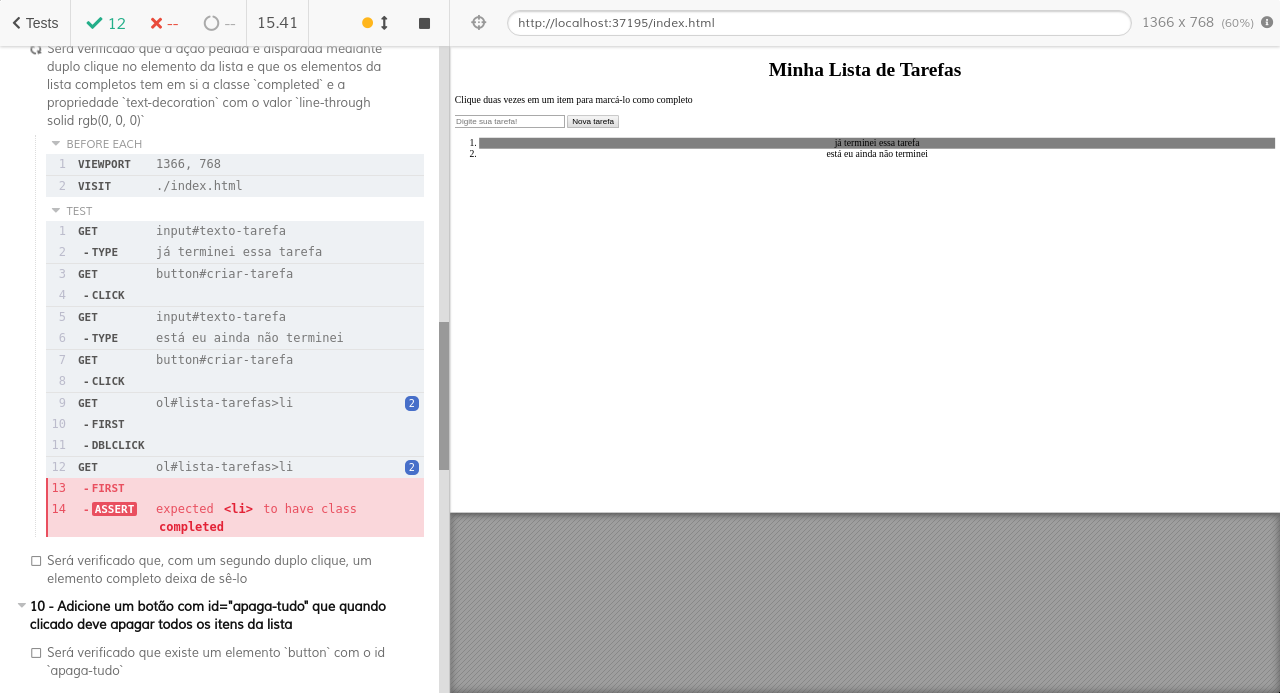 Tests 12 -- -- 15.41 http://localhost:37195/index.html 1366 x 768 (60%)
Será verificado que a ação pedida é disparada mediante
duplo clique no elemento da lista e que os elementos da
lista completos tem em si a classe `completed` e a
propriedade `text-decoration` com o valor `line-through
solid rgb(0, 0, 0)`
BEFORE EACH
1 VIEWPORT 1366, 768
2 VISIT ./index.html
TEST
1 GET input#texto-tarefa
2 -TYPE já terminei essa tarefa
3 GET button#criar-tarefa
4 -CLICK
5 GET input#texto-tarefa
6 -TYPE está eu ainda não terminei
7 GET button#criar-tarefa
8 -CLICK
9 GET ol#lista-tarefas>li 2
10 -FIRST
11 -DBLCLICK
12 GET ol#lista-tarefas>li 2
13 -FIRST
14 -ASSERT expected <li> to have class
completed
Será verificado que, com um segundo duplo clique, um
elemento completo deixa de sê-lo
10 - Adicione um botão com id="apaga-tudo" que quando
clicado deve apagar todos os itens da lista
Será verificado que existe um elemento `button` com o id
`apaga-tudo`
Minha Lista de Tarefas
Clique duas vezes em um item para marcá-lo como completo
Digite sua tarefa! Nova tarefa
1. já terminei essa tarefa
2. está eu ainda não terminei